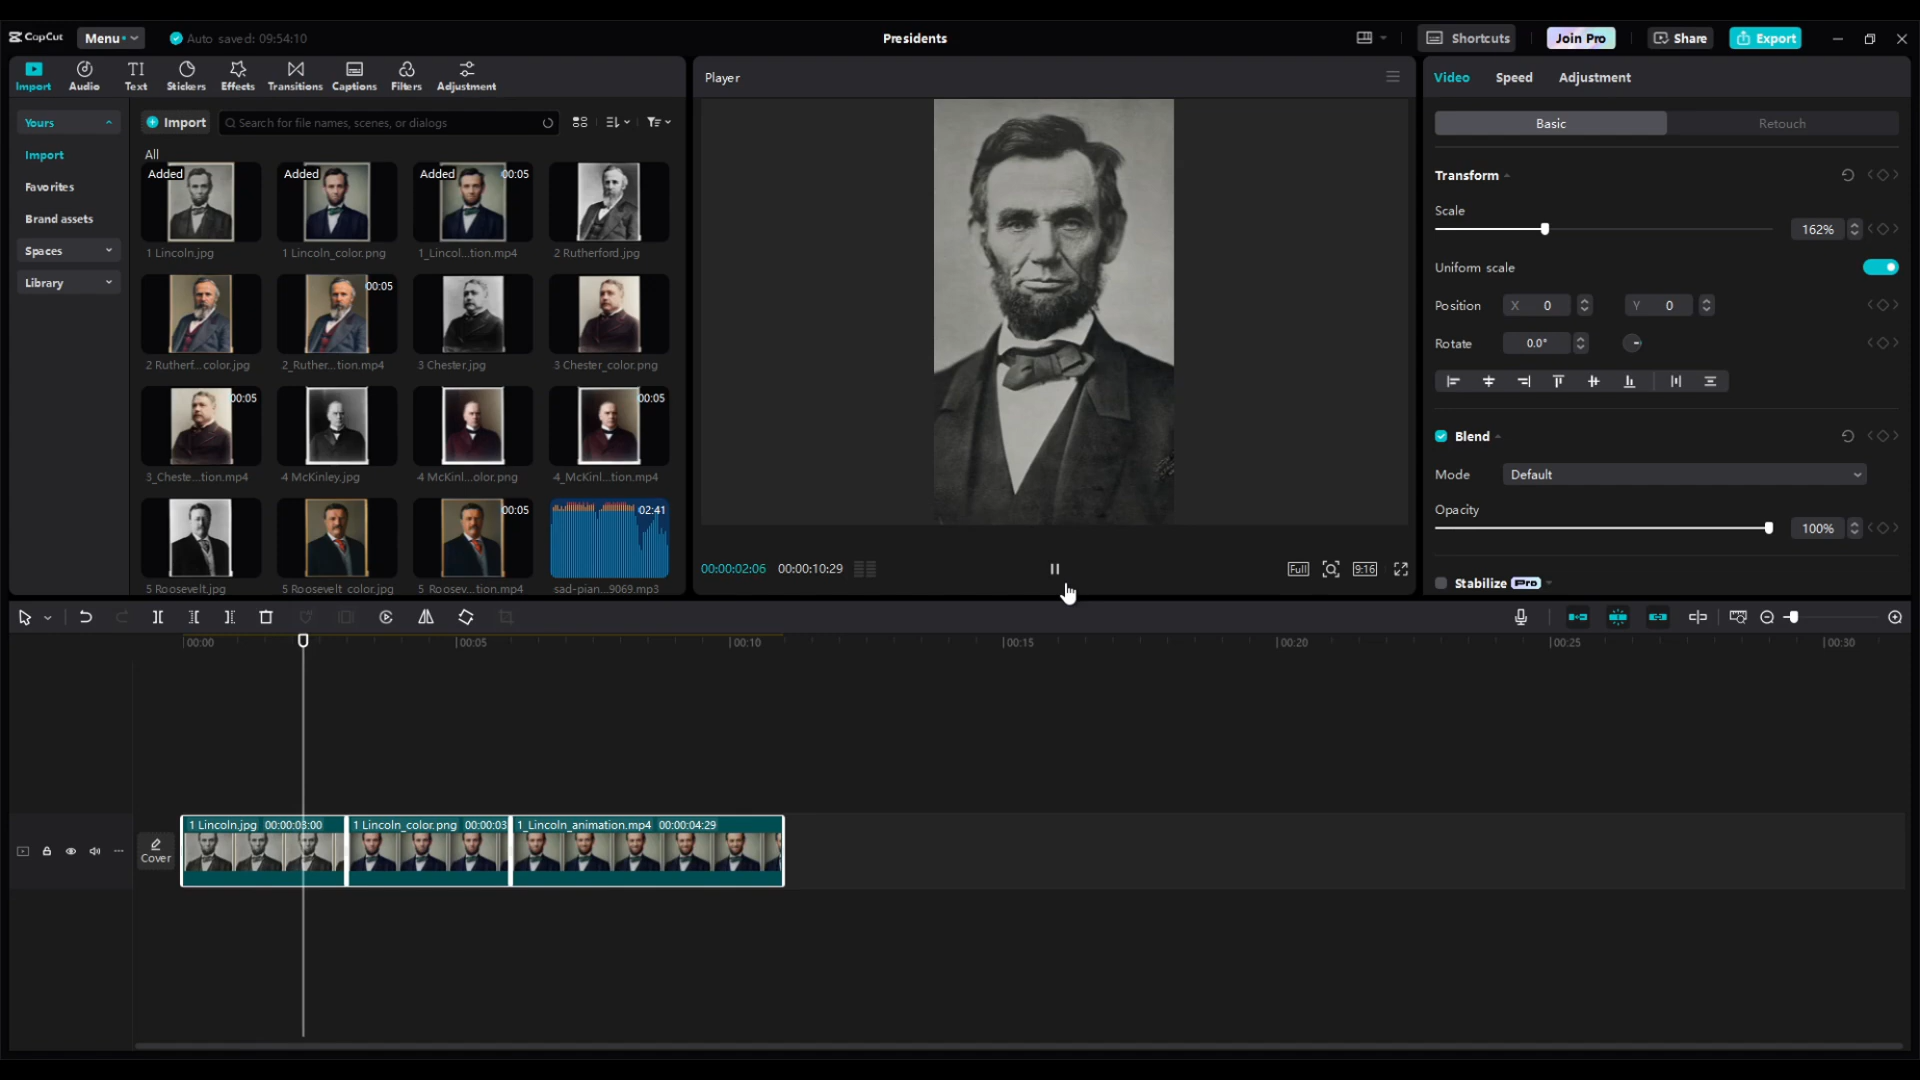 CapCut
Menu
Auto saved: 09:54:10
Presidents
Shortcuts
Join Pro
Share
Export
Import
Audio
Text
Stickers
Effects
Transitions
Captions
Filters
Adjustment
Player
Video
Speed
Adjustment
Yours
Import
Favorites
Brand assets
Spaces
Library
Import
Search for file names, scenes, or dialogs
All
Added
Added
Added 00:05
1 Lincoln.jpg
1 Lincoln_color.png
1_Lincol...tion.mp4
2 Rutherford.jpg
00:05
2 Rutherf...color.jpg
2_Ruther...tion.mp4
3 Chester.jpg
3 Chester_color.png
00:05
00:05
3_Cheste...tion.mp4
4 McKinley.jpg
4 McKinl...olor.png
4_McKinl...tion.mp4
00:05
02:41
5 Roosevelt.jpg
5 Roosevelt color.jpg
5 Roosev...tion.mp4
sad-pian...9069.mp3
00:00:02:06
00:00:10:29
Full
9:16
Basic
Retouch
Transform
Scale
162%
Uniform scale
Position
X 0
Y 0
Rotate
0.0°
Blend
Mode
Default
Opacity
100%
Stabilize Pro
00:00
00:05
00:10
00:15
00:20
00:25
00:30
Cover
1 Lincoln.jpg 00:00:03:00
1 Lincoln_color.png 00:00:03
1_Lincoln_animation.mp4 00:00:04:29